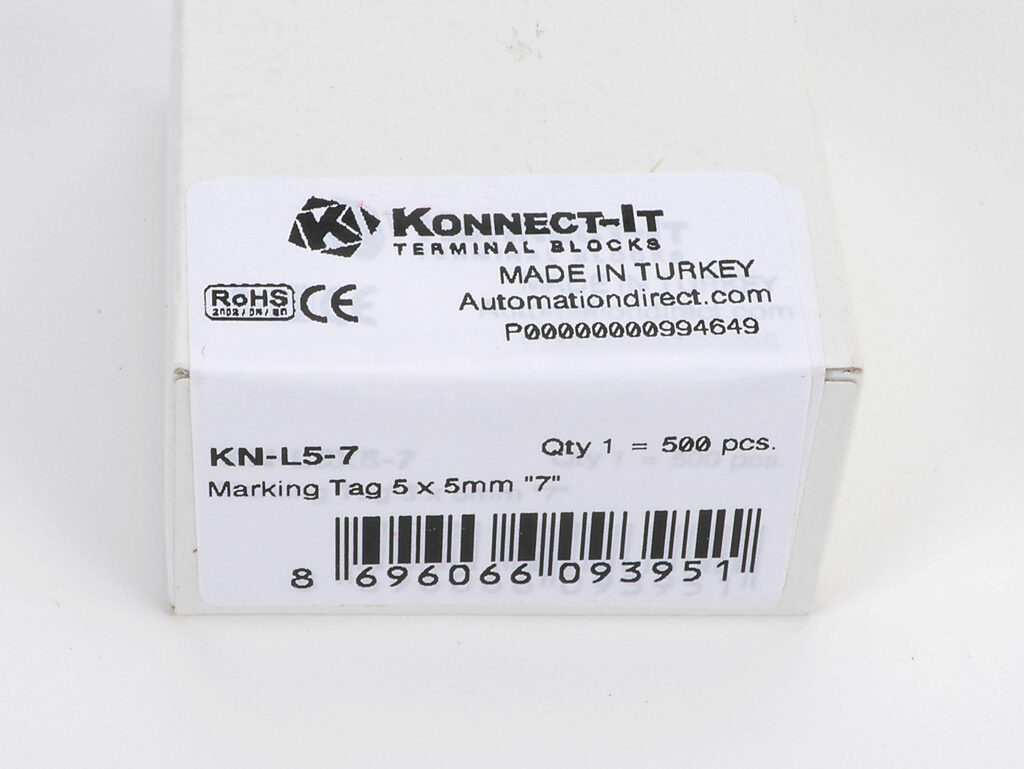 K KONNECT-IT
TERMINAL BLOCKS
MADE IN TURKEY
Automationdirect.com
RoHS CE
P00000000994649
KN-L5-7
Qty 1 = 500 pcs.
Marking Tag 5 x 5mm "7"
8 696066 093951